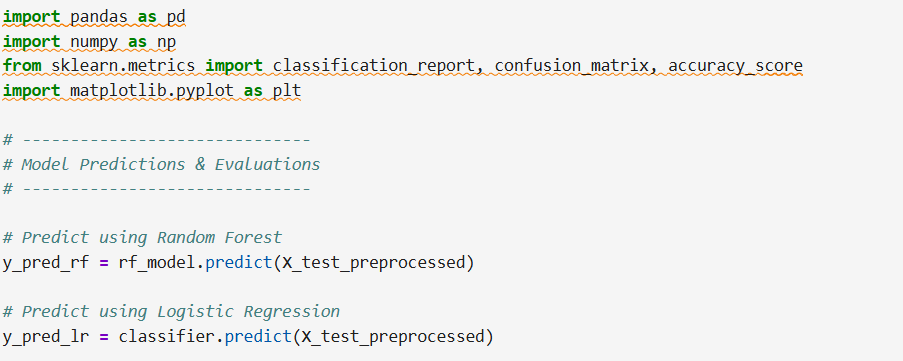 import pandas as pd
import numpy as np
from sklearn.metrics import classification_report, confusion_matrix, accuracy_score
import matplotlib.pyplot as plt
# ------------------------------
# Model Predictions & Evaluations
# ------------------------------
# Predict using Random Forest
y_pred_rf = rf_model.predict(X_test_preprocessed)
# Predict using Logistic Regression
y_pred_lr = classifier.predict(X_test_preprocessed)